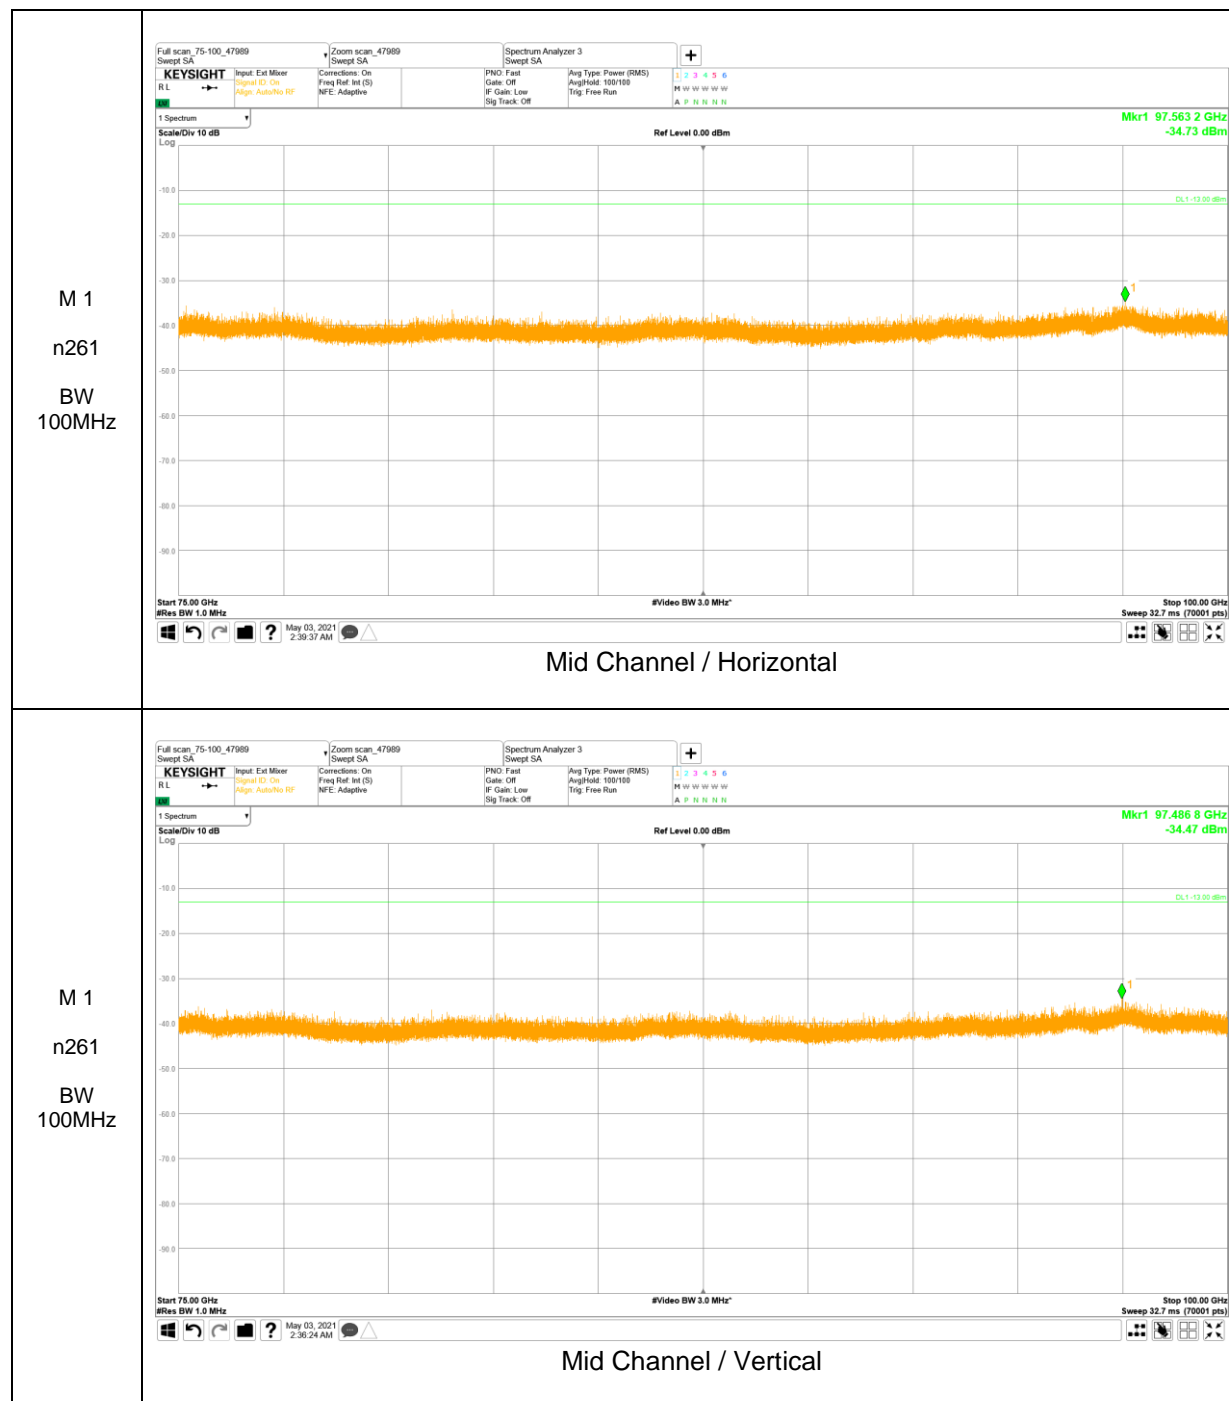 M 1
n261
BW
100MHz
Full scan_75-100_47989
Swept SA
Zoom scan_47989
Swept SA
Spectrum Analyzer 3
Swept SA
+
KEYSIGHT
R L
Input: Ext Mixer
Signal ID: On
Align: Auto/No RF
Corrections: On
Freq Ref: Int (S)
NFE: Adaptive
PNO: Fast
Gate: Off
IF Gain: Low
Sig Track: Off
Avg Type: Power (RMS)
Avg|Hold: 100/100
Trig: Free Run
1 2 3 4 5 6
M W W W W W
A P N N N N
1 Spectrum
Scale/Div 10 dB
Log
Ref Level 0.00 dBm
Mkr1 97.563 2 GHz
-34.73 dBm
DL1 -13.00 dBm
-10.0
-20.0
-30.0
1
-40.0
-50.0
-60.0
-70.0
-80.0
-90.0
Start 75.00 GHz
#Res BW 1.0 MHz
#Video BW 3.0 MHz*
Stop 100.00 GHz
Sweep 32.7 ms (70001 pts)
?
May 03, 2021
2:39:37 AM
Mid Channel / Horizontal
M 1
n261
BW
100MHz
Full scan_75-100_47989
Swept SA
Zoom scan_47989
Swept SA
Spectrum Analyzer 3
Swept SA
+
KEYSIGHT
R L
Input: Ext Mixer
Signal ID: On
Align: Auto/No RF
Corrections: On
Freq Ref: Int (S)
NFE: Adaptive
PNO: Fast
Gate: Off
IF Gain: Low
Sig Track: Off
Avg Type: Power (RMS)
Avg|Hold: 100/100
Trig: Free Run
1 2 3 4 5 6
M W W W W W
A P N N N N
1 Spectrum
Scale/Div 10 dB
Log
Ref Level 0.00 dBm
Mkr1 97.486 8 GHz
-34.47 dBm
DL1 -13.00 dBm
-10.0
-20.0
-30.0
1
-40.0
-50.0
-60.0
-70.0
-80.0
-90.0
Start 75.00 GHz
#Res BW 1.0 MHz
#Video BW 3.0 MHz*
Stop 100.00 GHz
Sweep 32.7 ms (70001 pts)
?
May 03, 2021
2:36:24 AM
Mid Channel / Vertical